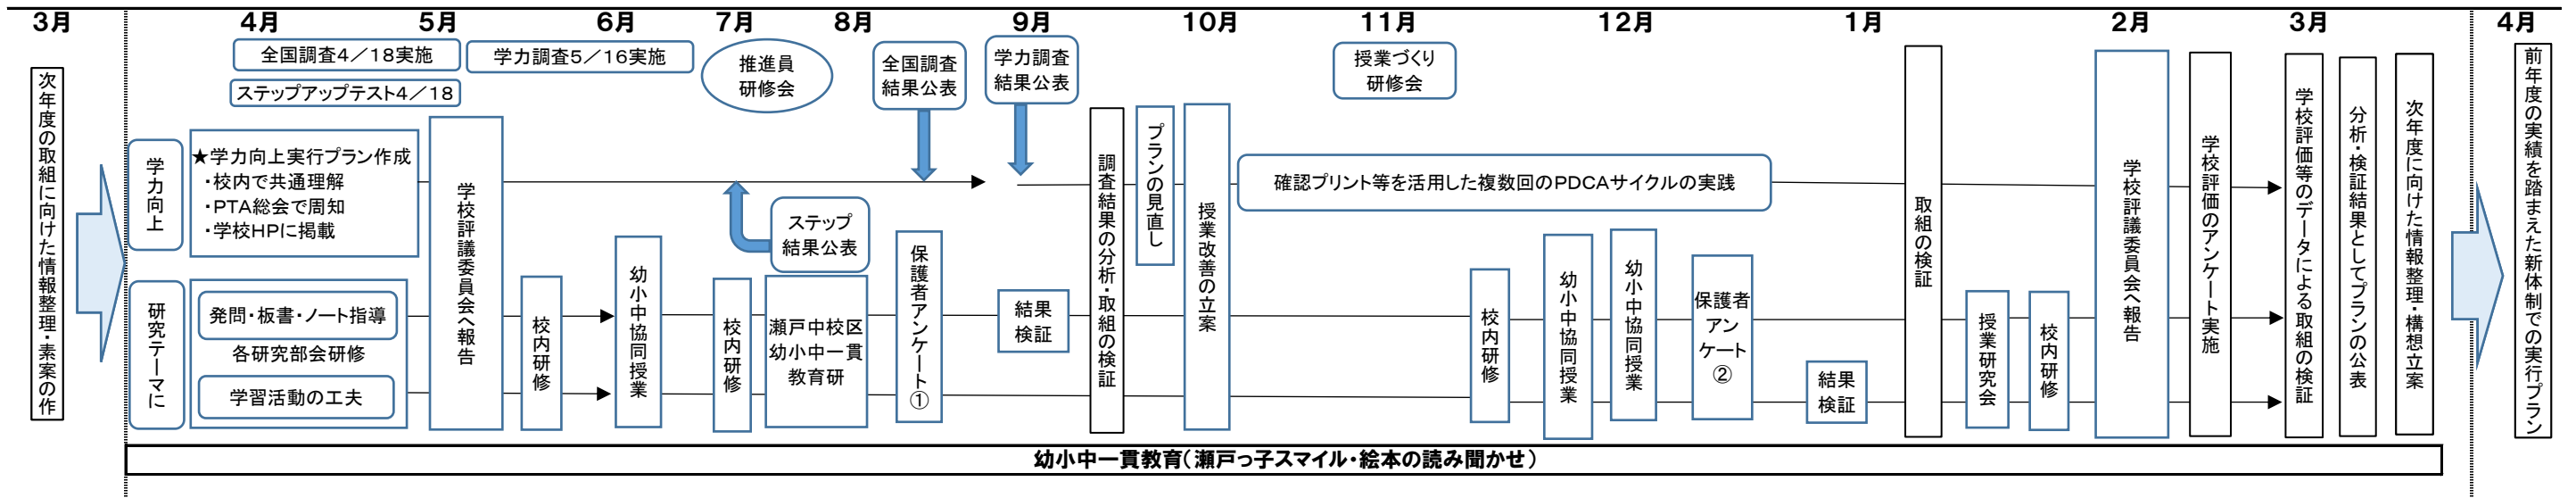 3月
4月
5月
6月
7月
8月
9月
10月
11月
12月
1月
2月
3月
4月
次年度の取組に向けた情報整理・素案の作
全国調査4／18実施
ステップアップテスト4／18
学力調査5／16実施
推進員
研修会
全国調査
結果公表
学力調査
結果公表
授業づくり
研修会
学力向上
★学力向上実行プラン作成
・校内で共通理解
・PTA総会で周知
・学校HPに掲載
研究テーマに
発問・板書・ノート指導
各研究部会研修
学習活動の工夫
学校評議委員会へ報告
校内研修
幼小中協同授業
校内研修
ステップ
結果公表
瀬戸中校区
幼小中一貫
教育研
保護者アンケート①
結果
検証
調査結果の分析・取組の検証
プランの見直し
授業改善の立案
確認プリント等を活用した複数回のPDCAサイクルの実践
校内研修
幼小中協同授業
幼小中協同授業
保護者
アン
ケート
②
結果
検証
取組の検証
授業研究会
校内研修
学校評議委員会へ報告
学校評価のアンケート実施
学校評価等のデータによる取組の検証
分析・検証結果としてプランの公表
次年度に向けた情報整理・構想立案
前年度の実績を踏まえた新体制での実行プラン
幼小中一貫教育（瀬戸っ子スマイル・絵本の読み聞かせ）